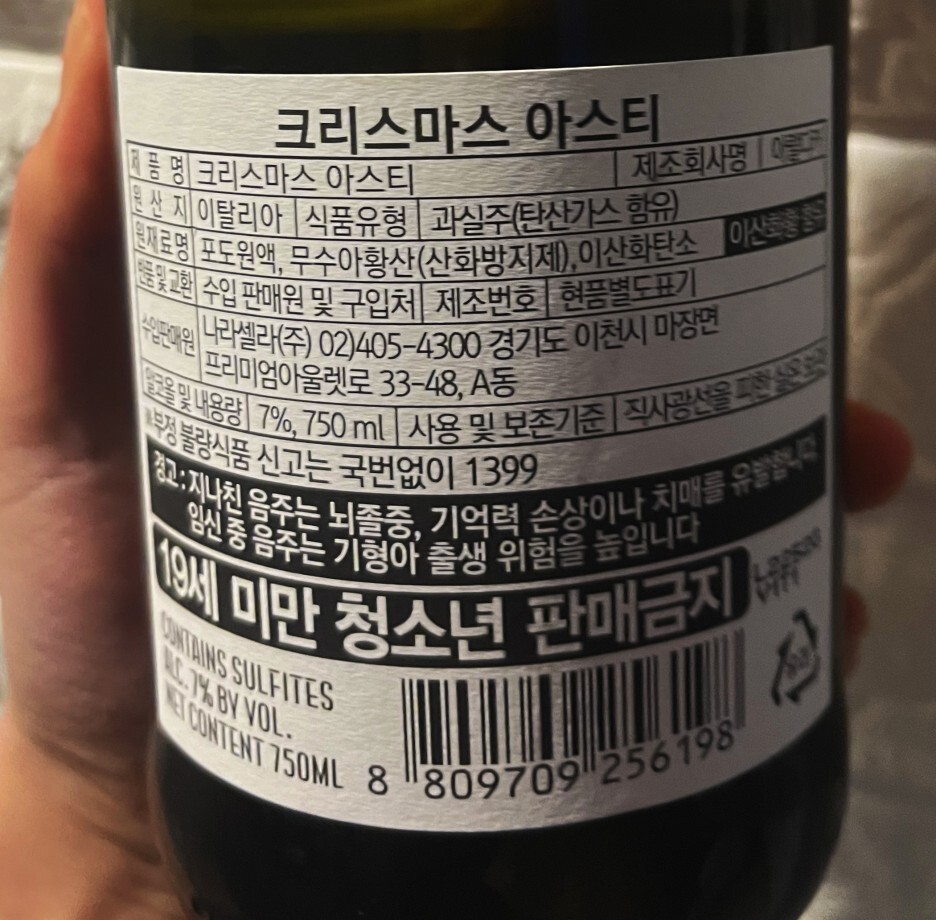 크리스마스 아스티
제 품 명 크리스마스 아스티 제조회사명
원 산 지 이탈리아 식품유형 과실주(탄산가스 함유)
원재료명 포도원액, 무수아황산(산화방지제),이산화탄소 이산화황 함유
반품 및 교환 수입 판매원 및 구입처 제조번호 현품별도표기
수입판매원 나라셀라(주) 02)405-4300 경기도 이천시 마장면
프리미엄아울렛로 33-48, A동
알코올 및 내용량 7%, 750 ml 사용 및 보존기준 직사광선을 피한 실온 보관
※부정 불량식품 신고는 국번없이 1399
경고 : 지나친 음주는 뇌졸중, 기억력 손상이나 치매를 유발합니다.
임신 중 음주는 기형아 출생 위험을 높입니다
19세 미만 청소년 판매금지
CONTAINS SULFITES
ALC. 7% BY VOL.
NET CONTENT 750ML
8 809709 256198